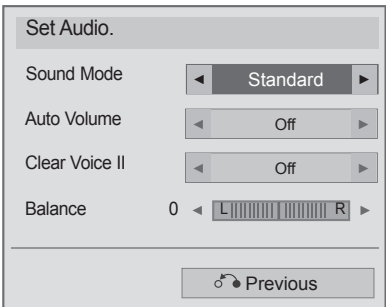 Set Audio.
Sound Mode ◄ Standard ►
Auto Volume ◄ Off ►
Clear Voice II ◄ Off ►
Balance 0 ◄ L R ►
Previous